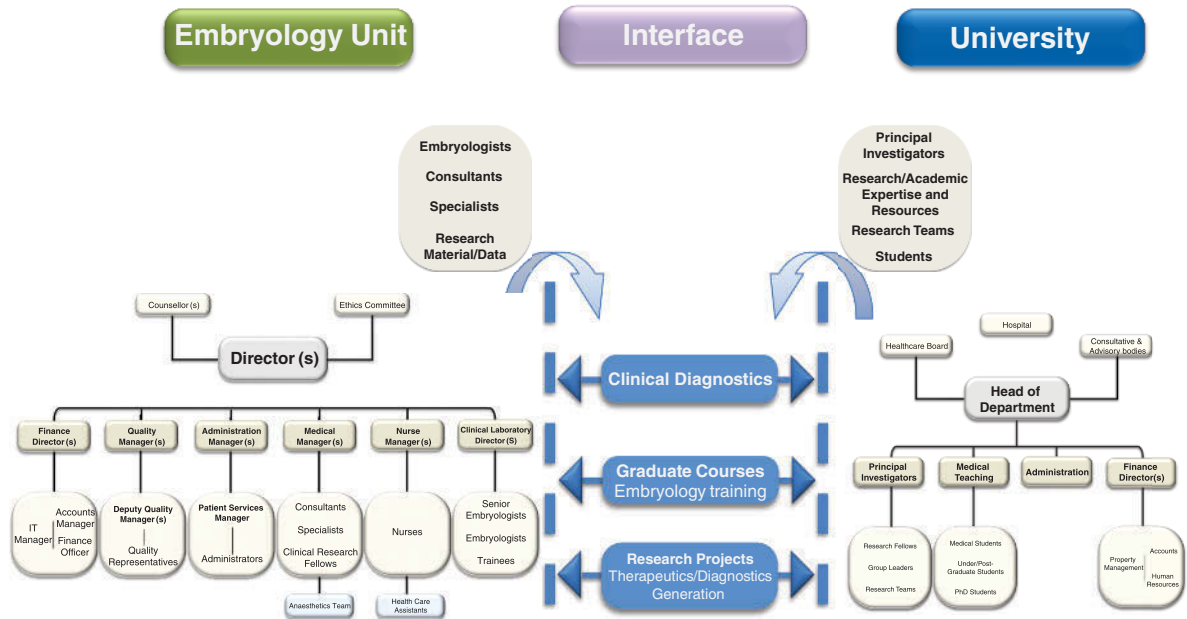 Embryology Unit
Interface
University
Embryologists
Consultants
Specialists
Research
Material/Data
Principal
Investigators
Research/Academic
Expertise and
Resources
Research Teams
Students
Counsellor(s)
Ethics Committee
Director(s)
Finance
Director(s)
Quality
Manager(s)
Administration
Manager(s)
Medical
Manager(s)
Nurse
Manager(s)
Clinical Laboratory
Director(S)
IT
Manager
Accounts
Manager
Finance
Officer
Deputy Quality
Manager(s)
Quality
Representatives
Patient Services
Manager
Administrators
Consultants
Specialists
Clinical Research
Fellows
Nurses
Senior
Embryologists
Embryologists
Trainees
Anaesthetics Team
Health Care
Assistants
Clinical Diagnostics
Graduate Courses
Embryology training
Research Projects
Therapeutics/Diagnostics
Generation
Hospital
Healthcare Board
Consultative &
Advisory bodies
Head of
Department
Principal
Investigators
Medical
Teaching
Administration
Finance
Director(s)
Research Fellows
Group Leaders
Research Teams
Medical Students
Under/Post-
Graduate Students
PhD Students
Property
Management
Accounts
Human
Resources